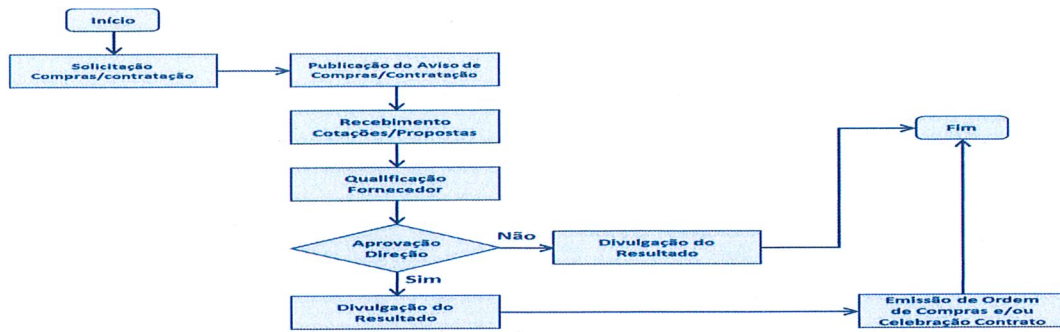 Início
Solicitação
Compras/contratação
Publicação do Aviso de
Compras/Contratação
Recebimento
Cotações/Propostas
Fim
Qualificação
Fornecedor
Aprovação
Direção
Não
Divulgação do
Resultado
Sim
Divulgação do
Resultado
Emissão de Ordem
de Compras e/ou
Celebração Contrato